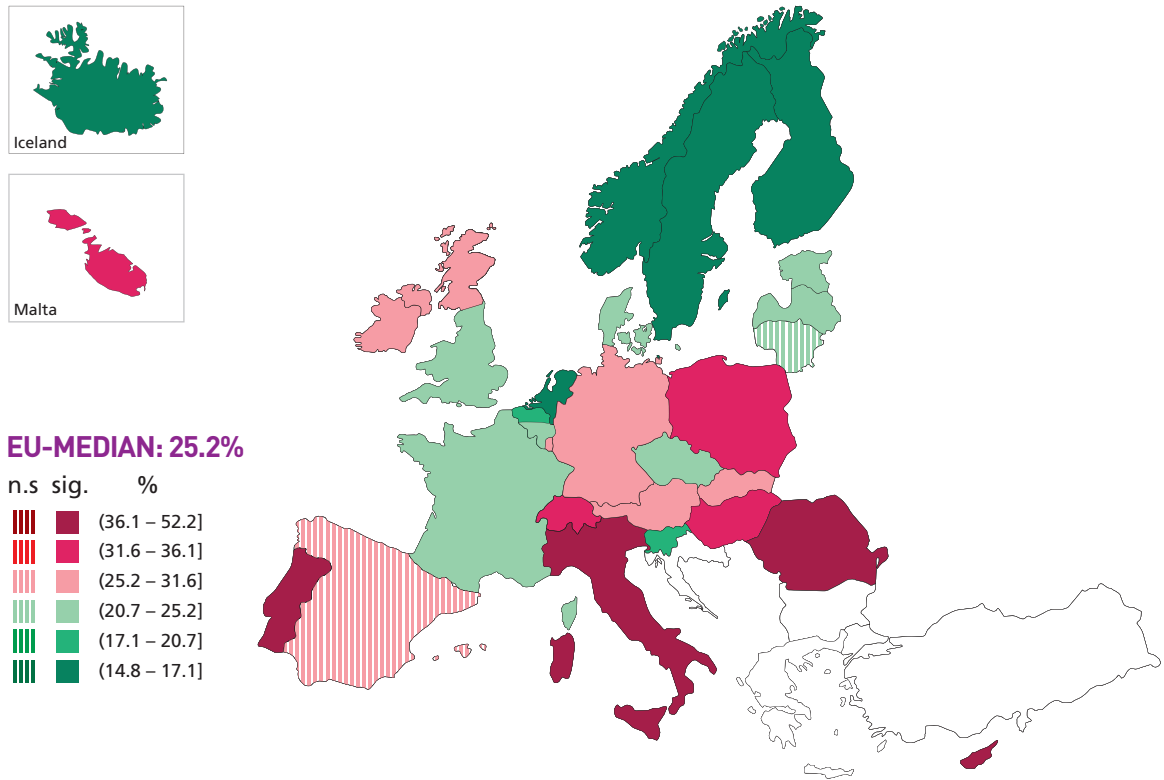 Iceland
Malta
EU-MEDIAN: 25.2%
n.s sig. %
(36.1 – 52.2]
(31.6 – 36.1]
(25.2 – 31.6]
(20.7 – 25.2]
(17.1 – 20.7]
(14.8 – 17.1]